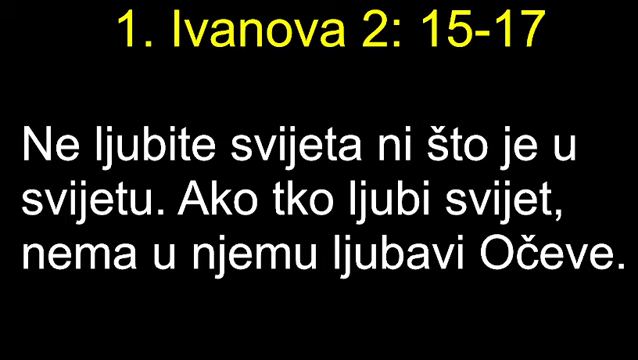 1. Ivanova 2: 15-17
Ne ljubite svijeta ni što je u
svijetu. Ako tko ljubi svijet,
nema u njemu ljubavi Očeve.